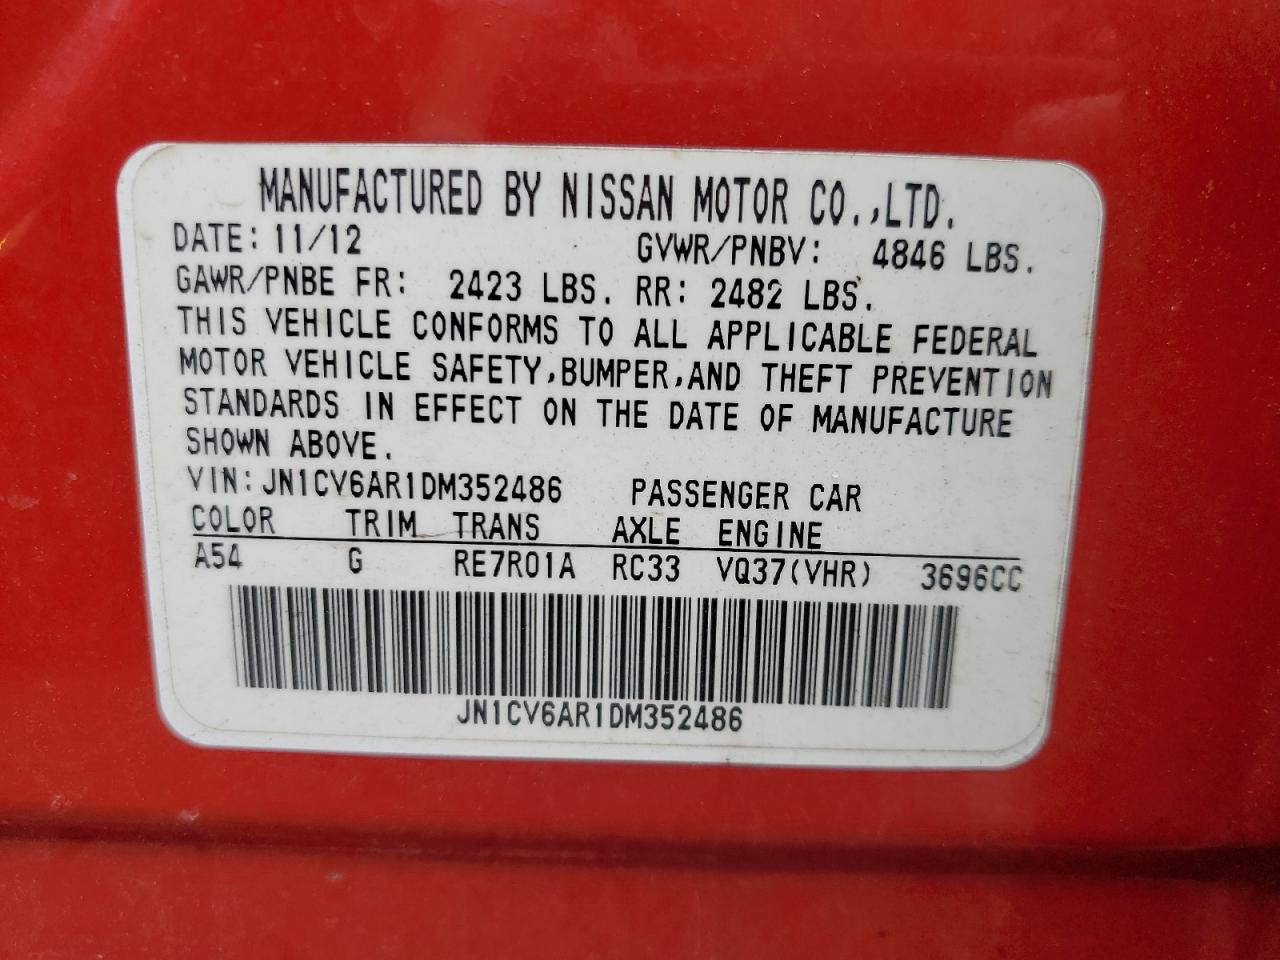 MANUFACTURED BY NISSAN MOTOR CO.,LTD.
DATE: 11/12 GVWR/PNBV: 4846 LBS.
GAWR/PNBE FR: 2423 LBS. RR: 2482 LBS.
THIS VEHICLE CONFORMS TO ALL APPLICABLE FEDERAL
MOTOR VEHICLE SAFETY,BUMPER,AND THEFT PREVENTION
STANDARDS IN EFFECT ON THE DATE OF MANUFACTURE
SHOWN ABOVE.
VIN:JN1CV6AR1DM352486 PASSENGER CAR
COLOR TRIM TRANS AXLE ENGINE
A54 G RE7R01A RC33 VQ37(VHR) 3696CC
JN1CV6AR1DM352486